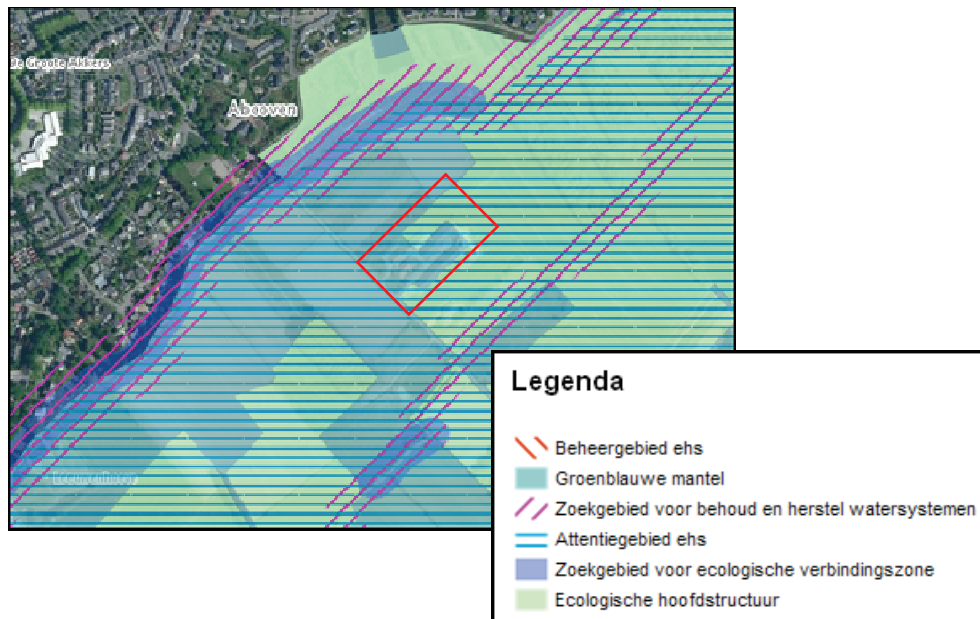 de Groote Akkers
Abcoven
Legenda
Beheergebied ehs
Groenblauwe mantel
Zoekgebied voor behoud en herstel watersystemen
Attentiegebied ehs
Zoekgebied voor ecologische verbindingszone
Ecologische hoofdstructuur